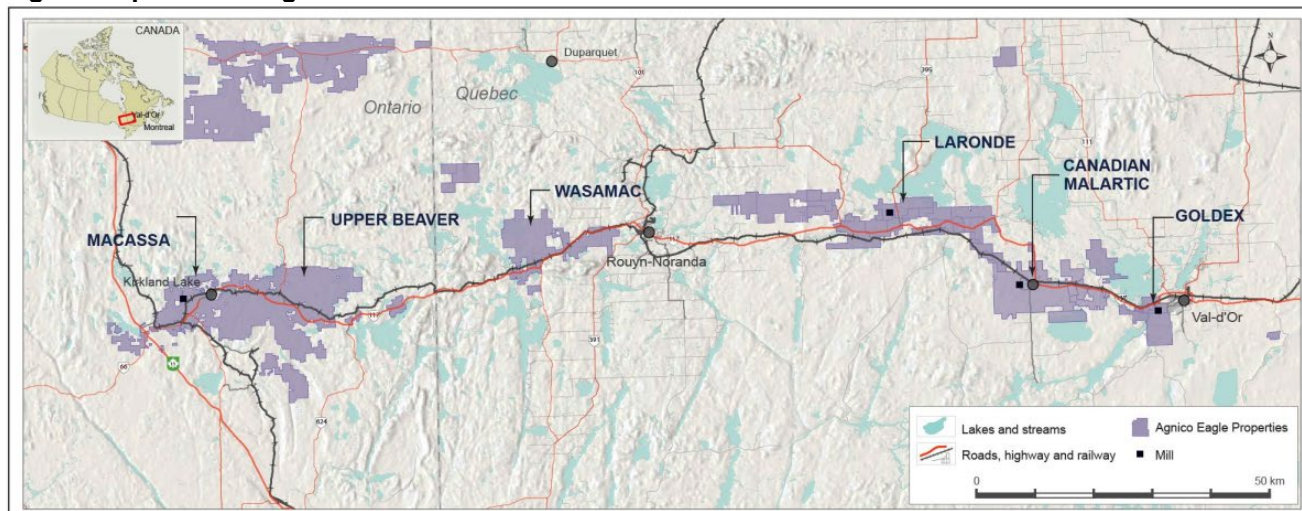 CANADA
Val-d'Or
Montreal
Duparquet
101
395
N
Ontario
Quebec
111
LARONDE
CANADIAN
MALARTIC
WASAMAC
UPPER BEAVER
GOLDEX
MACASSA
117
Rouyn-Noranda
Kirkland Lake
Val-d'Or
117
391
66
11
624
Lakes and streams
Agnico Eagle Properties
Roads, highway and railway
Mill
0
50 km